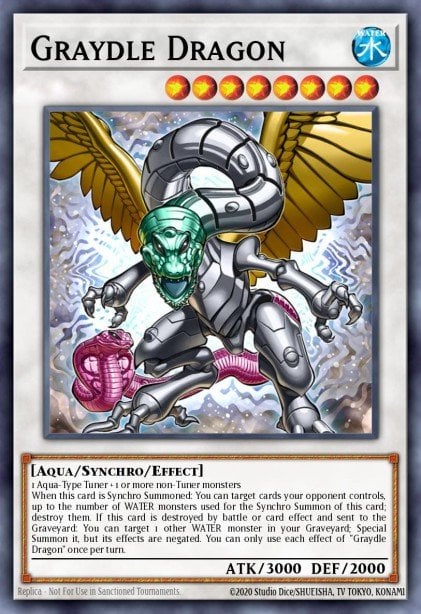 GRAYDLE DRAGON
WATER
水
[AQUA/SYNCHRO/EFFECT]
1 Aqua-Type Tuner + 1 or more non-Tuner monsters
When this card is Synchro Summoned: You can target cards your opponent controls,
up to the number of WATER monsters used for the Synchro Summon of this card;
destroy them. If this card is destroyed by battle or card effect and sent to the
Graveyard: You can target 1 other WATER monster in your Graveyard; Special
Summon it, but its effects are negated. You can only use each effect of "Graydle
Dragon" once per turn.
ATK/3000 DEF/2000
Replica - Not For Use in Sanctioned Tournaments.
©2020 Studio Dice/SHUEISHA, TV TOKYO, KONAMI